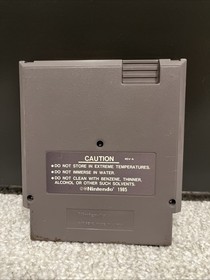 CAUTION
• DO NOT STORE IN EXTREME TEMPERATURES.
• DO NOT IMMERSE IN WATER.
• DO NOT CLEAN WITH BENZENE, THINNER,
ALCOHOL OR OTHER SUCH SOLVENTS.
©Nintendo 1985